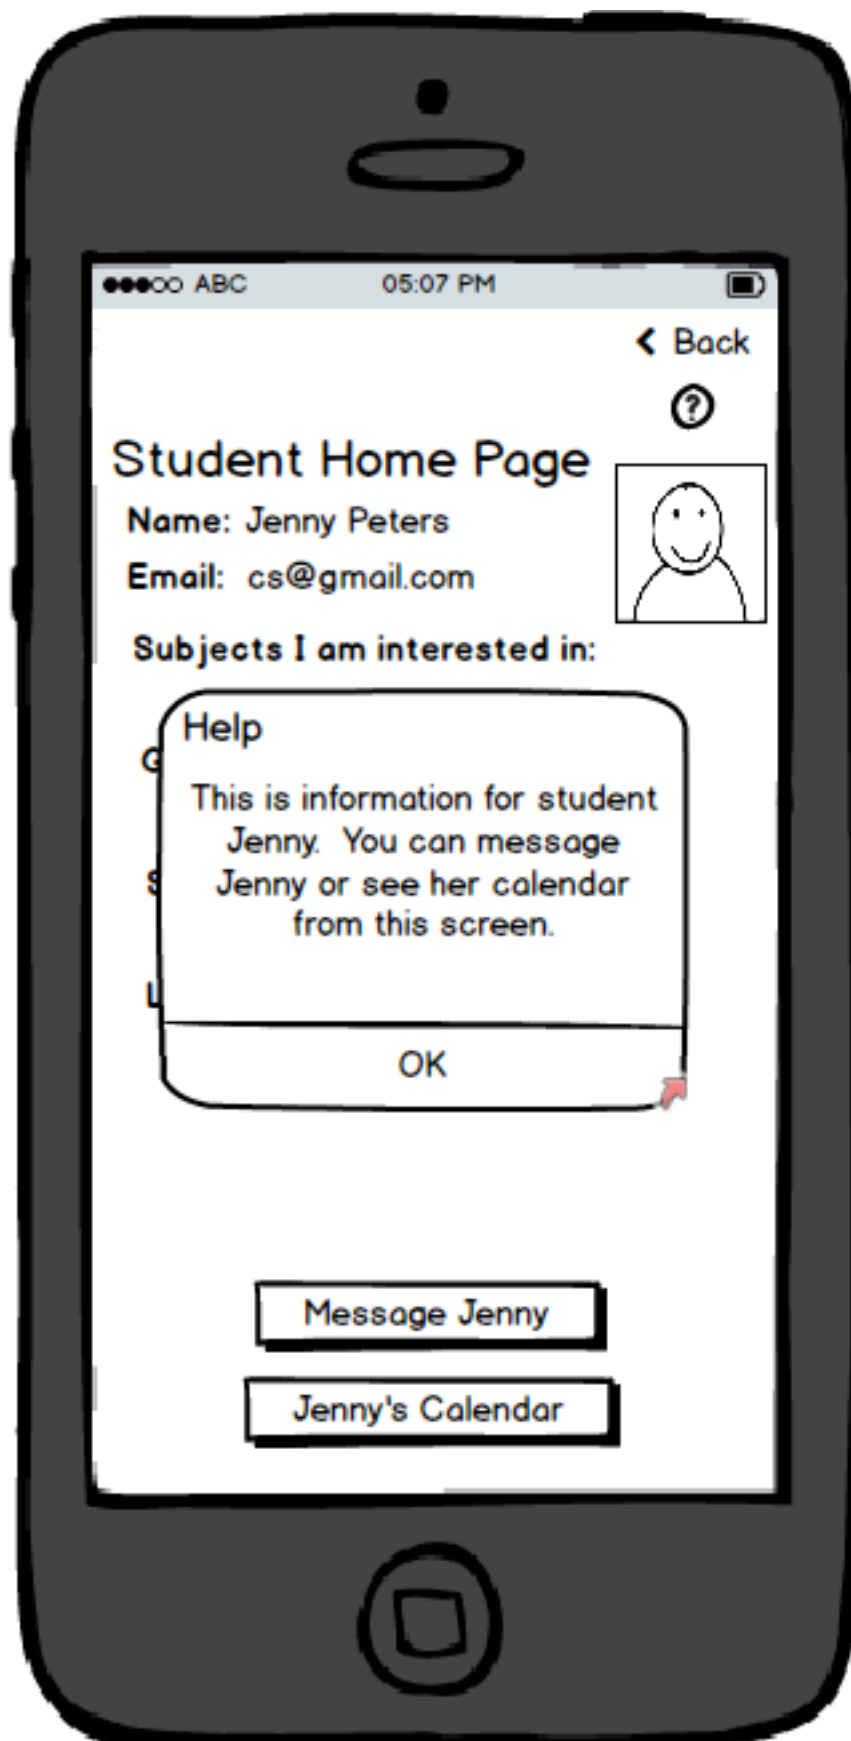 ABC 05:07 PM
Back
?
Student Home Page
Name: Jenny Peters
Email: cs@gmail.com
Subjects I am interested in:
Help
This is information for student
Jenny. You can message
Jenny or see her calendar
from this screen.
OK
Message Jenny
Jenny's Calendar